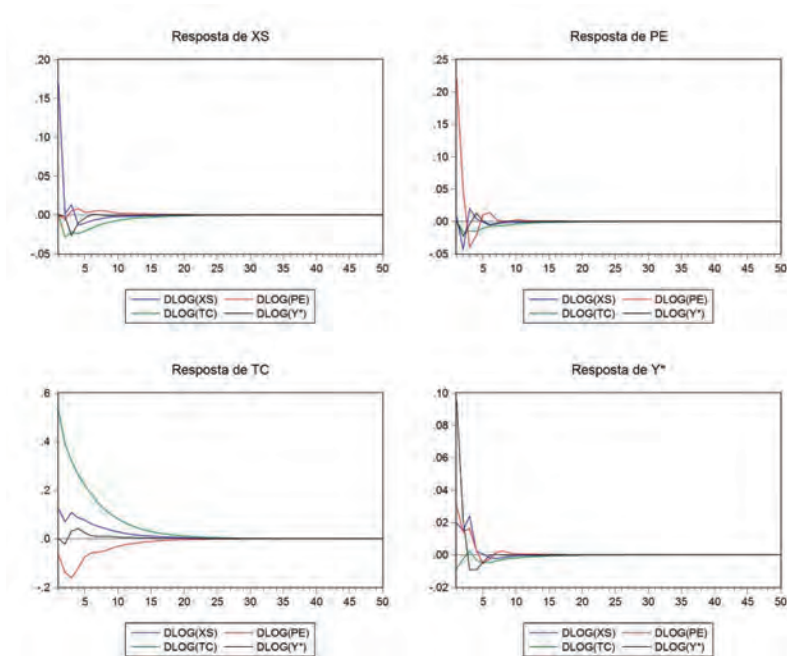 Resposta de XS
.20
.15
.10
.05
.00
-.05
5 10 15 20 25 30 35 40 45 50
DLOG(XS) DLOG(PE)
DLOG(TC) DLOG(Y*)
Resposta de PE
.25
.20
.15
.10
.05
.00
-.05
5 10 15 20 25 30 35 40 45 50
DLOG(XS) DLOG(PE)
DLOG(TC) DLOG(Y*)
Resposta de TC
.6
.4
.2
.0
-.2
5 10 15 20 25 30 35 40 45 50
DLOG(XS) DLOG(PE)
DLOG(TC) DLOG(Y*)
Resposta de Y*
.10
.08
.06
.04
.02
.00
-.02
5 10 15 20 25 30 35 40 45 50
DLOG(XS) DLOG(PE)
DLOG(TC) DLOG(Y*)